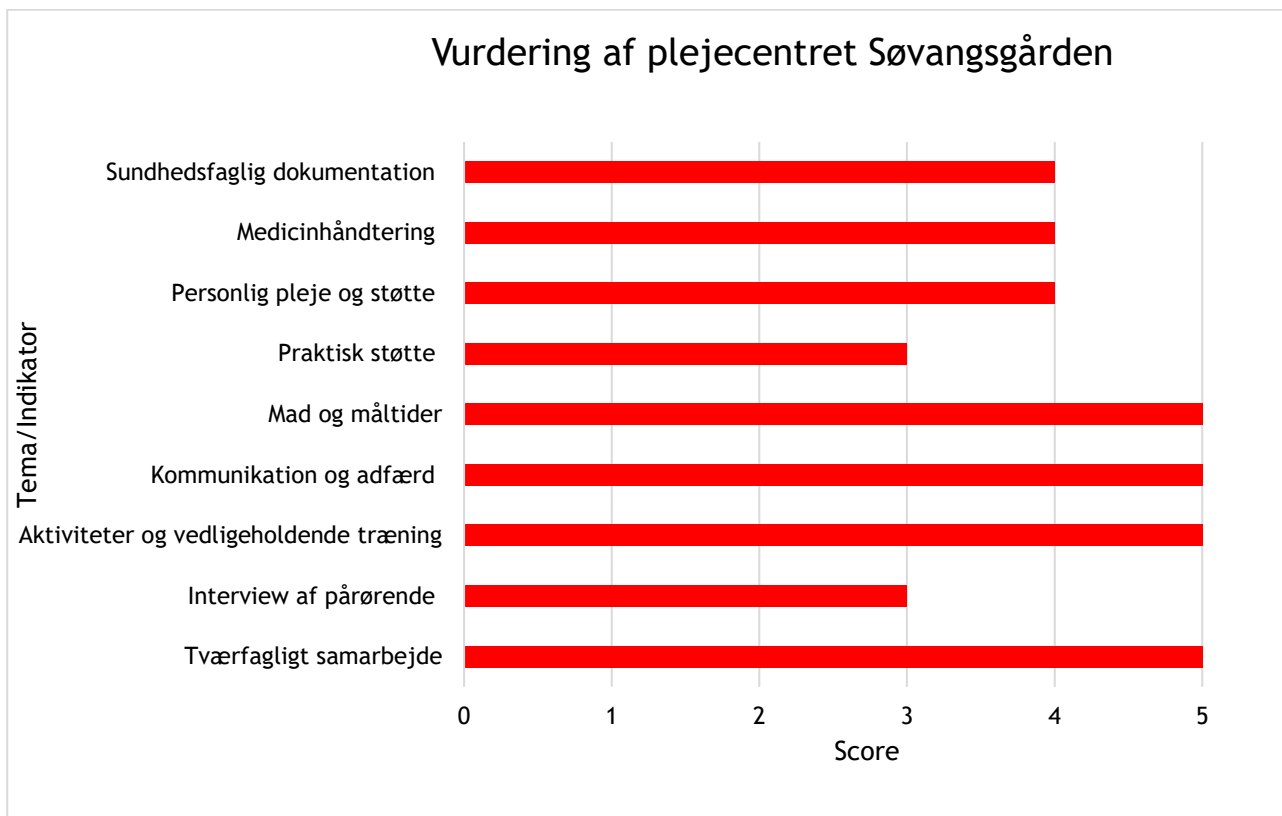 Vurdering af plejecentret Søvangsgården
Tema/Indikator
Sundhedsfaglig dokumentation
Medicinhåndtering
Personlig pleje og støtte
Praktisk støtte
Mad og måltider
Kommunikation og adfærd
Aktiviteter og vedligeholdende træning
Interview af pårørende
Tværfagligt samarbejde
0 1 2 3 4 5
Score